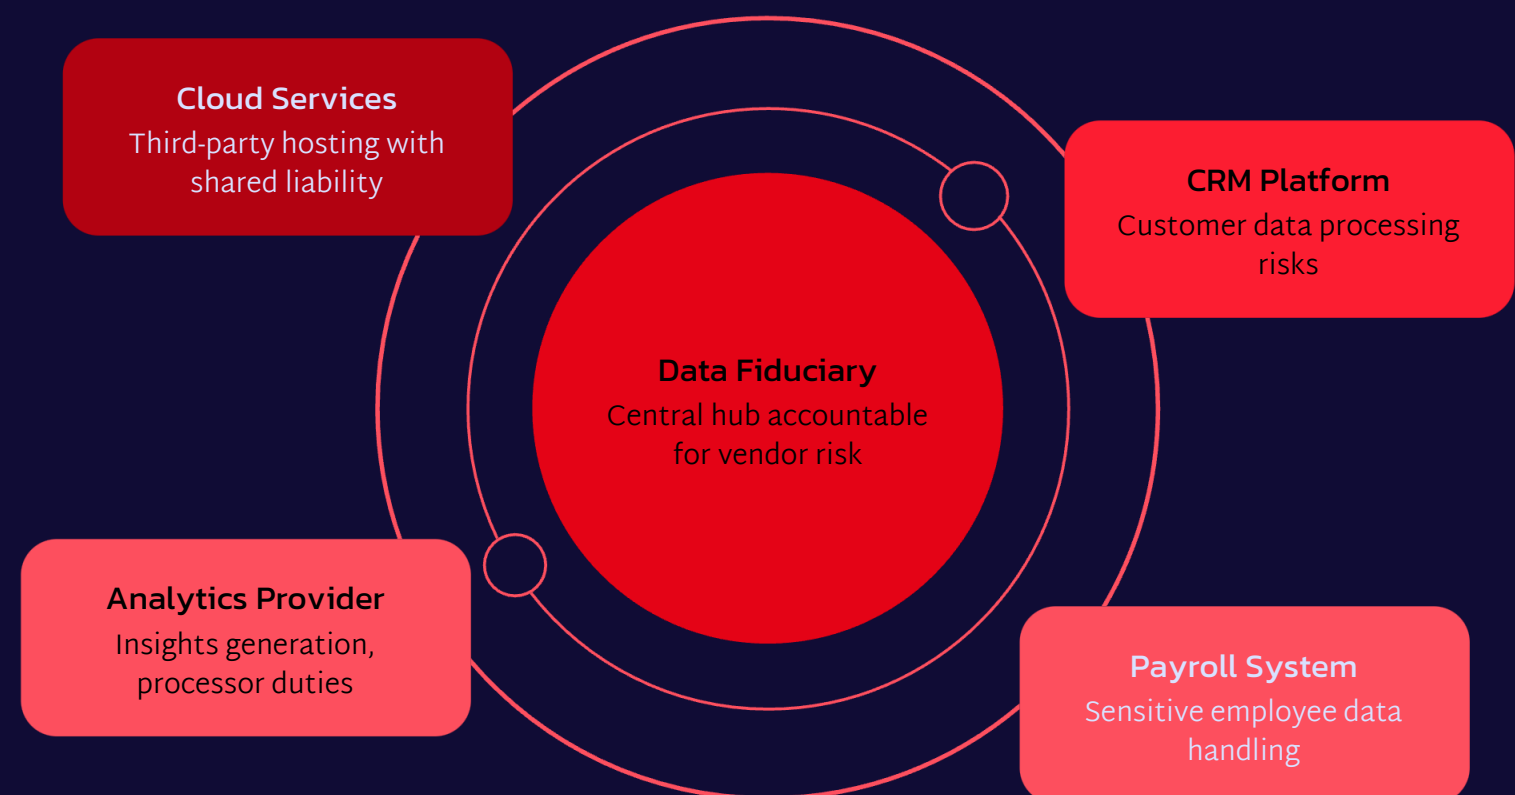 Cloud Services
Third-party hosting with
shared liability
CRM Platform
Customer data processing
risks
Data Fiduciary
Central hub accountable
for vendor risk
Analytics Provider
Insights generation,
processor duties
Payroll System
Sensitive employee data
handling